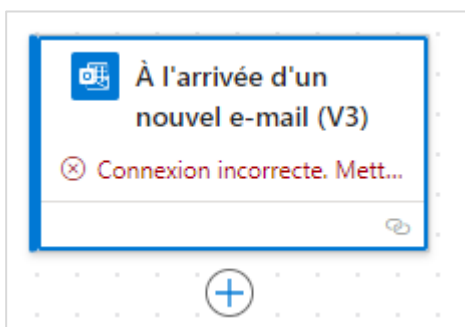 À l'arrivée d'un
nouvel e-mail (V3)
Connexion incorrecte. Mett...